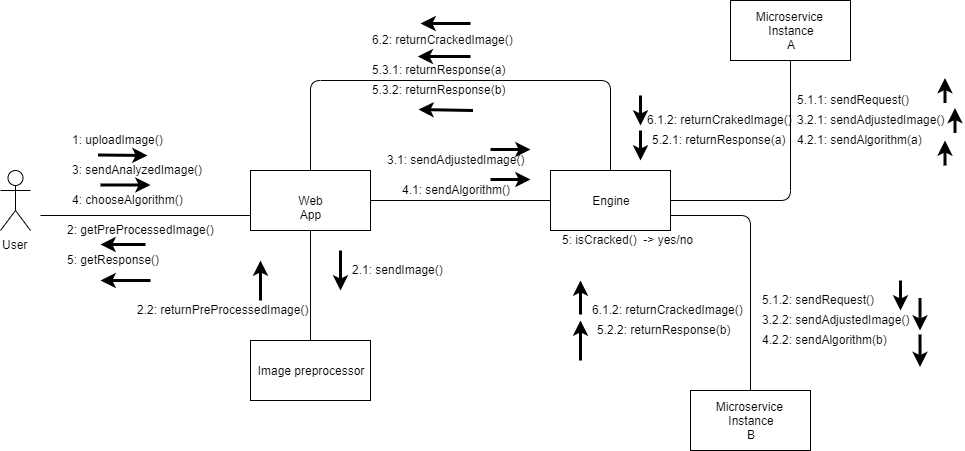 Microservice
Instance
A
6.2: returnCrackedImage()
5.3.1: returnResponse(a)
5.3.2: returnResponse(b)
5.1.1: sendRequest()
6.1.2: returnCrakedImage()
3.2.1: sendAdjustedImage()
5.2.1: returnResponse(a)
4.2.1: sendAlgorithm(a)
1: uploadImage()
3: sendAnalyzedImage()
4: chooseAlgorithm()
3.1: sendAdjustedImage()
4.1: sendAlgorithm()
Web
App
Engine
User
2: getPreProcessedImage()
5: getResponse()
5: isCracked() -> yes/no
2.1: sendImage()
2.2: returnPreProcessedImage()
6.1.2: returnCrackedImage()
5.2.2: returnResponse(b)
5.1.2: sendRequest()
3.2.2: sendAdjustedImage()
4.2.2: sendAlgorithm(b)
Image preprocessor
Microservice
Instance
B